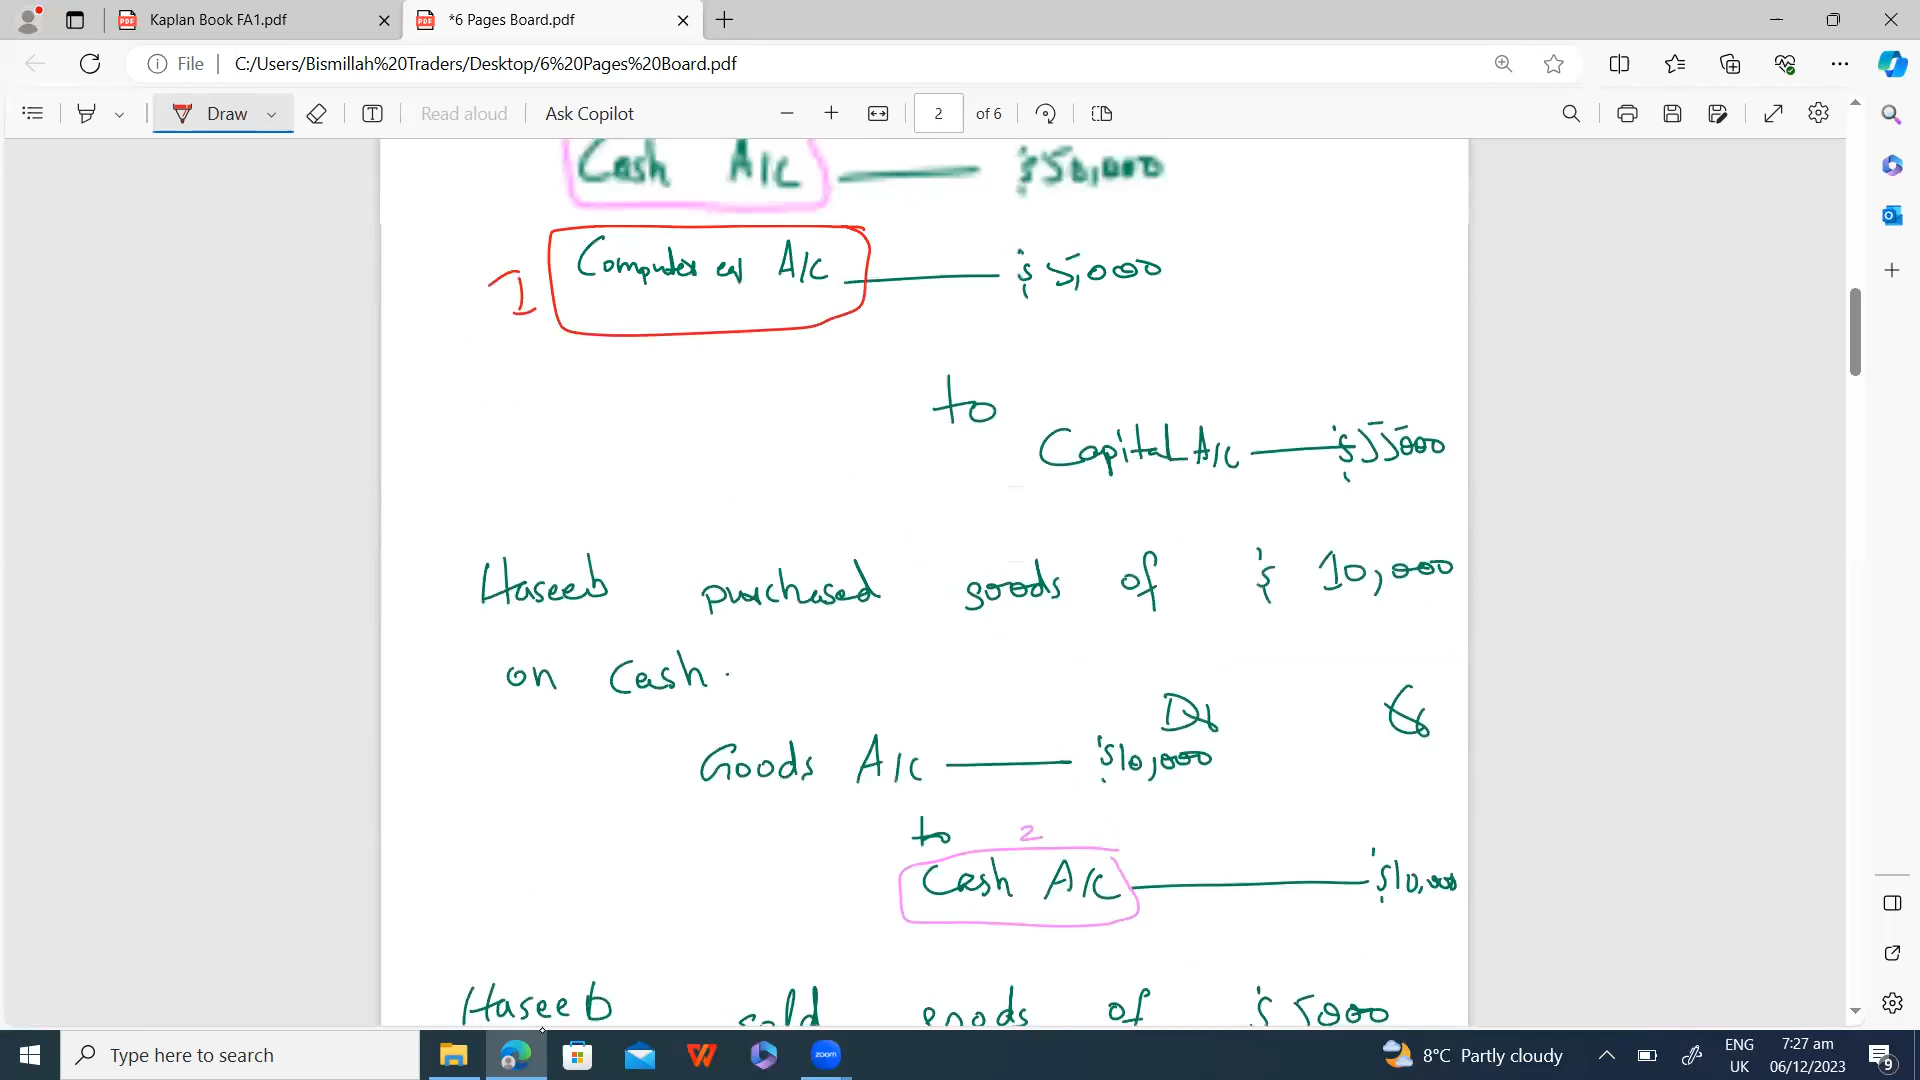 Kaplan Book FA1.pdf
*6 Pages Board.pdf
File
C:/Users/Bismillah%20Traders/Desktop/6%20Pages%20Board.pdf
Draw
Read aloud
Ask Copilot
2
of 6
Cash A/C $50,000
1 Computer A/C $5,000
to
Capital A/C $55000
Haseeb purchased goods of $ 10,000
on Cash.
Dr Cr
Goods A/C $10,000
to 2
Cash A/C $10,000
Haseeb sold goods of $5000
Type here to search
zoom
8°C Partly cloudy
ENG
UK
7:27 am
06/12/2023
9